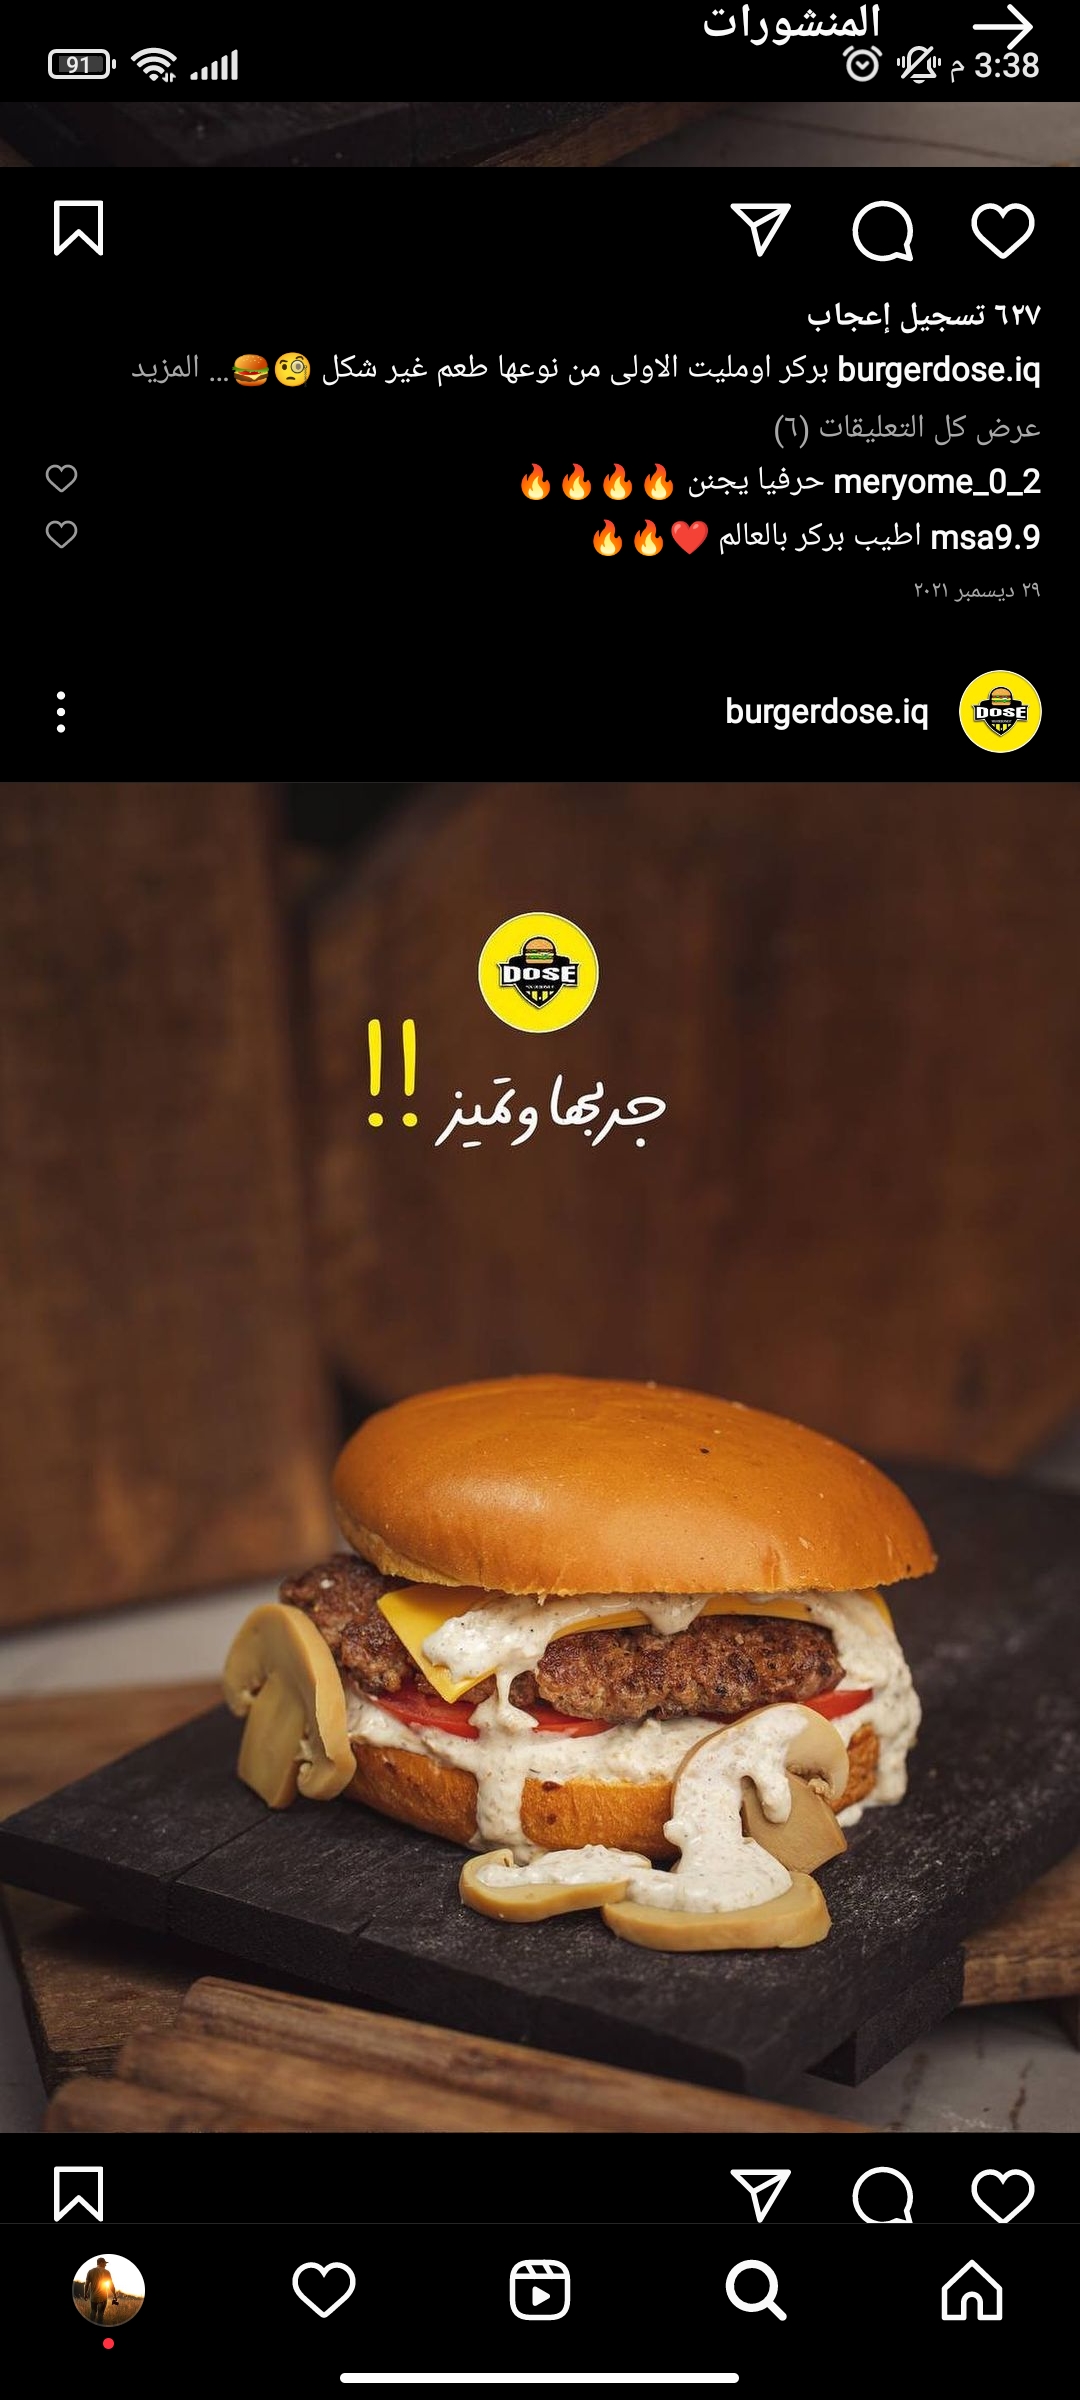 المنشورات
3:38 م
91
٦٢٧ تسجيل إعجاب
burgerdose.iq بركر اومليت الاولى من نوعها طعم غير شكل 🧐🍔... المزيد
عرض كل التعليقات (٦)
meryome_0_2 حرفيا يجنن 🔥🔥🔥🔥
msa9.9 اطيب بركر بالعالم ❤️🔥🔥
٢٩ ديسمبر ٢٠٢١
DOSE
burgerdose.iq
DOSE
جربها وتميز !!